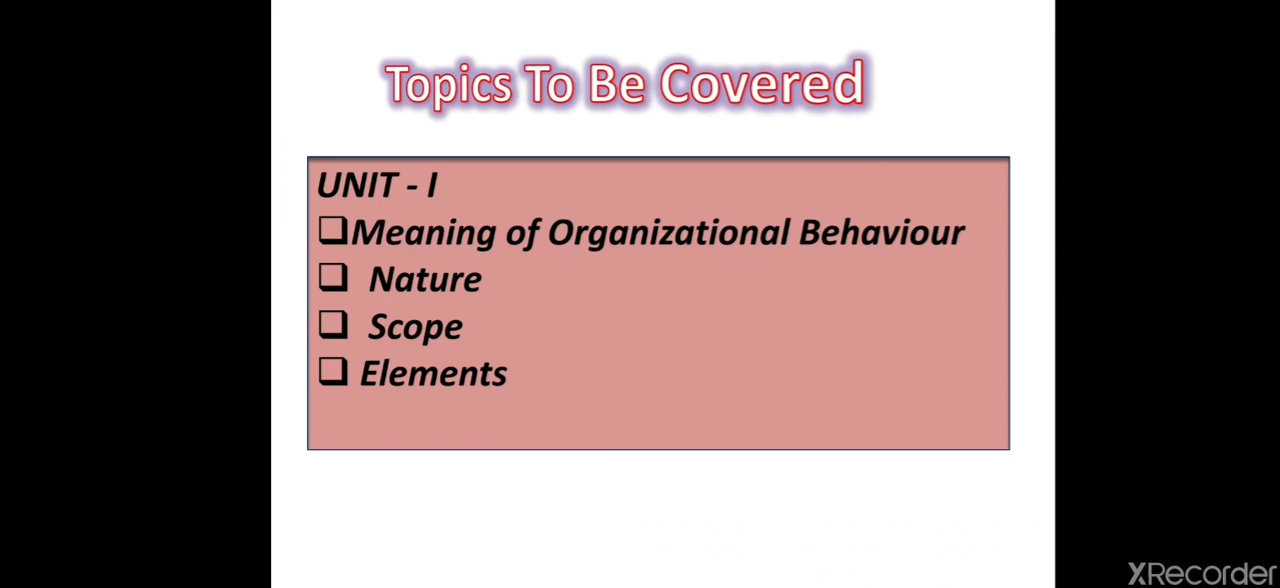 Topics To Be Covered
UNIT - I
❑Meaning of Organizational Behaviour
❑ Nature
❑ Scope
❑ Elements
XRecorder